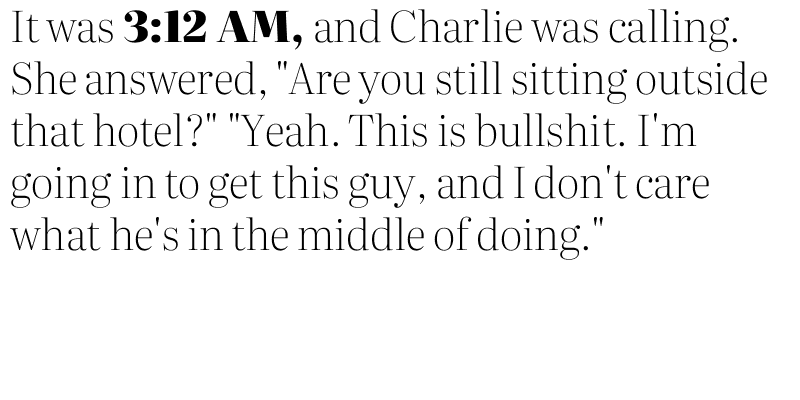 It was 3:12 AM, and Charlie was calling.
She answered, "Are you still sitting outside
that hotel?" "Yeah. This is bullshit. I'm
going in to get this guy, and I don't care
what he's in the middle of doing."